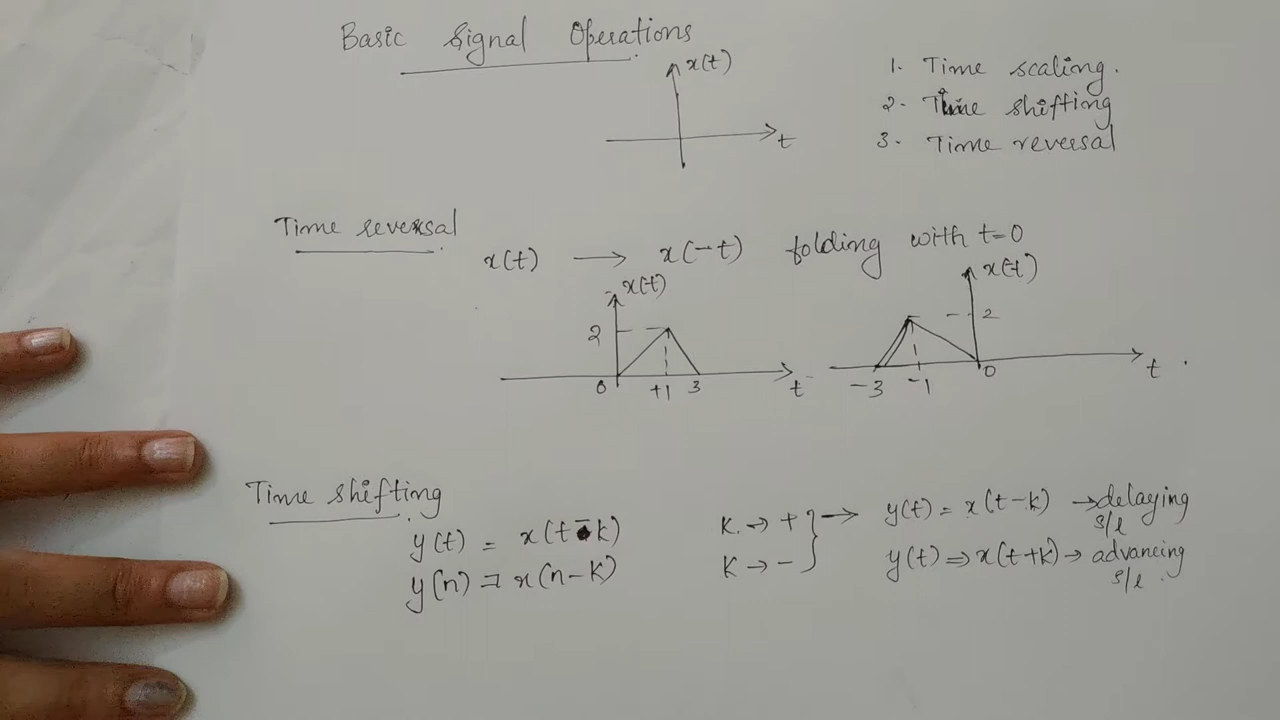 Basic Signal Operations
x(t)
t
1. Time scaling.
2. Time shifting
3. Time reversal
Time reversal
x(t) → x(-t) folding with t=0
x(t)
2
0 +1 3 t
x(-t)
2
-3 -1 0 t
Time shifting
y(t) = x(t-k)
y(n) = x(n-k)
K → +
K → -
} → y(t) = x(t-k) → delaying
s/l
y(t) ⇒ x(t+k) → advancing
s/l